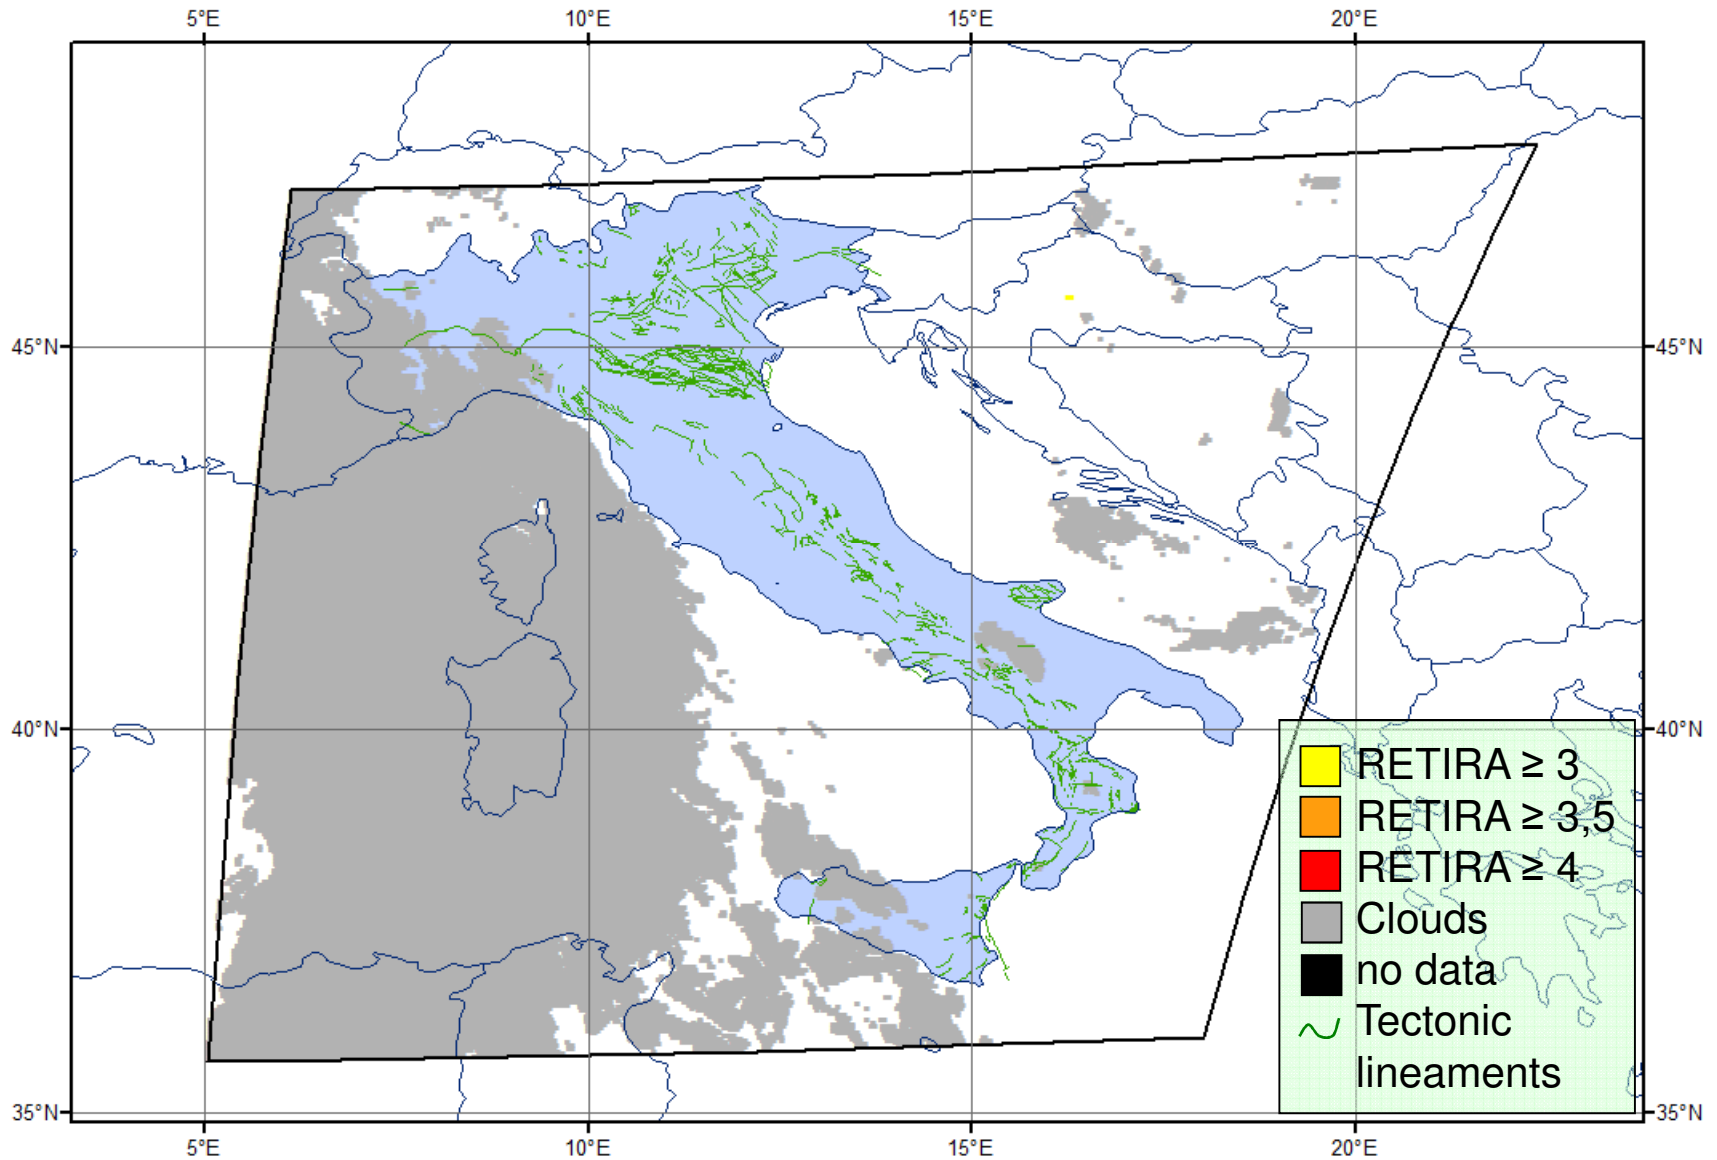 5°E 10°E 15°E 20°E
45°N 45°N
40°N 40°N
RETIRA ≥ 3
RETIRA ≥ 3,5
RETIRA ≥ 4
Clouds
no data
Tectonic
lineaments
35°N 35°N
5°E 10°E 15°E 20°E